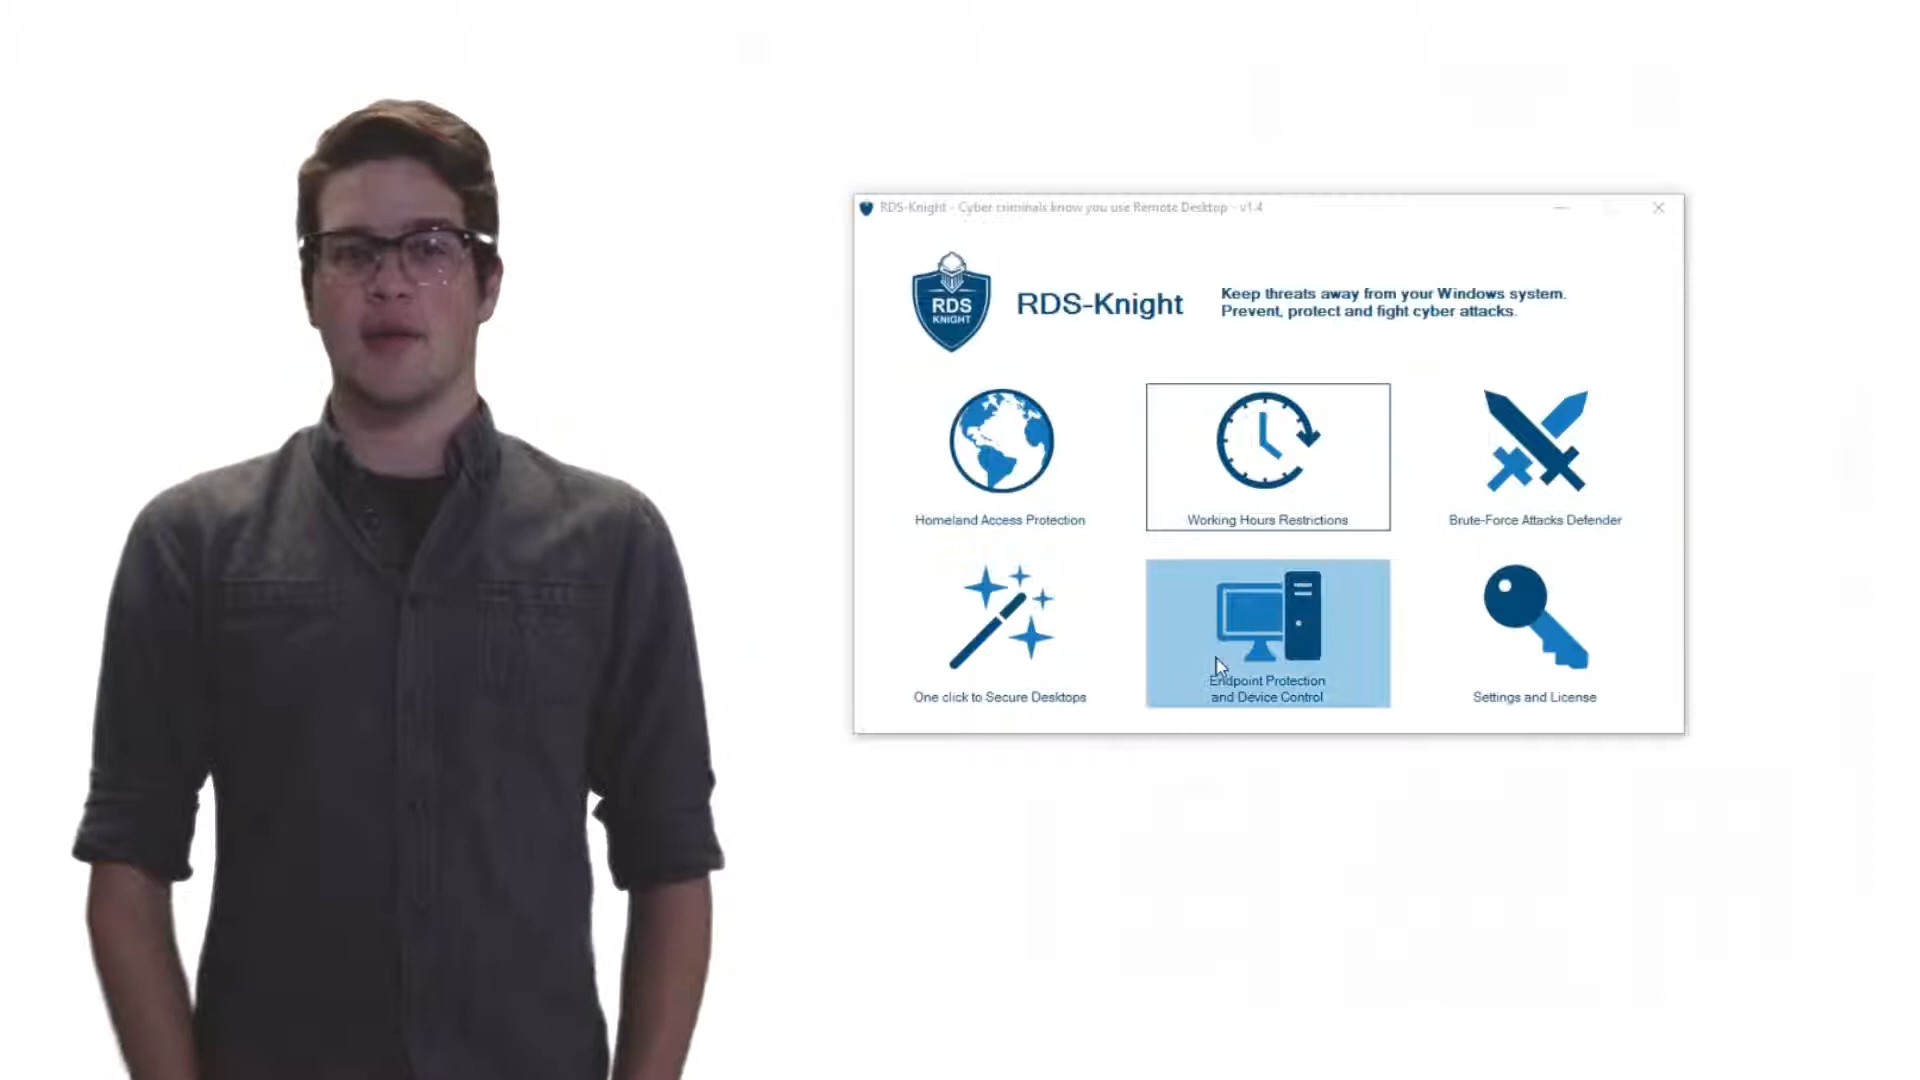 RDS-Knight - Cyber criminals know you use Remote Desktop - v1.4
RDS
KNIGHT
RDS-Knight
Keep threats away from your Windows system.
Prevent, protect and fight cyber attacks.
Homeland Access Protection
Working Hours Restrictions
Brute-Force Attacks Defender
One click to Secure Desktops
Endpoint Protection
and Device Control
Settings and License